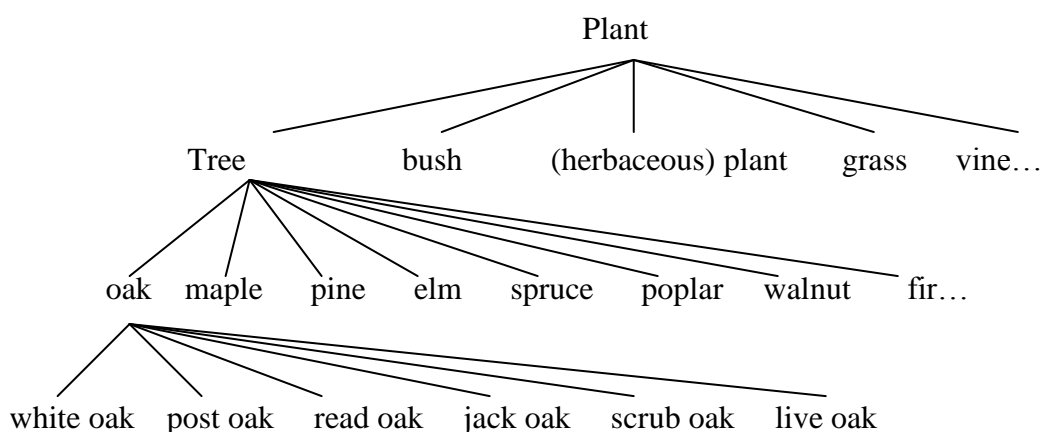 Plant
Tree bush (herbaceous) plant grass vine…
oak maple pine elm spruce poplar walnut fir…
white oak post oak read oak jack oak scrub oak live oak